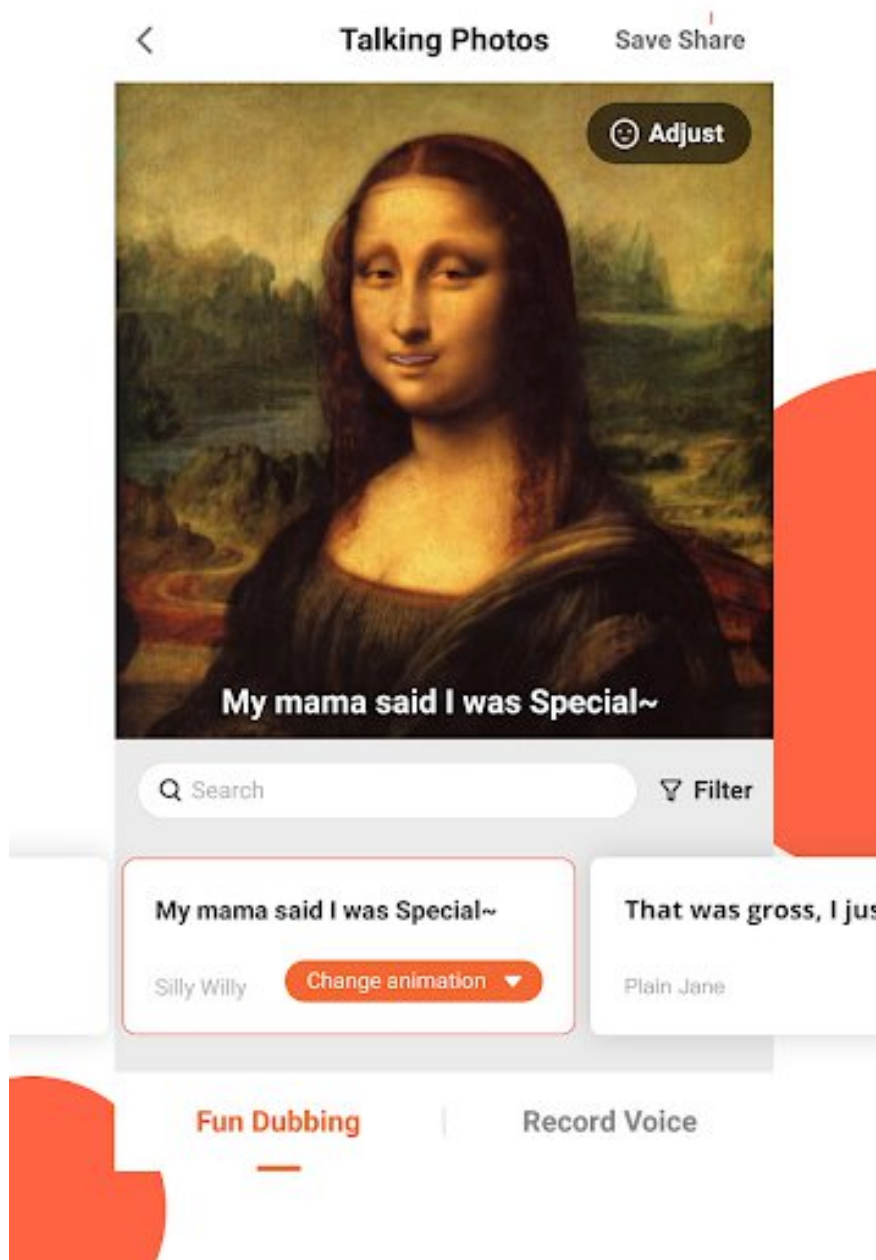 Talking Photos
Save Share
Adjust
My mama said I was Special~
Search
Filter
My mama said I was Special~
That was gross, I jus
Silly Willy
Change animation
Plain Jane
Fun Dubbing
Record Voice